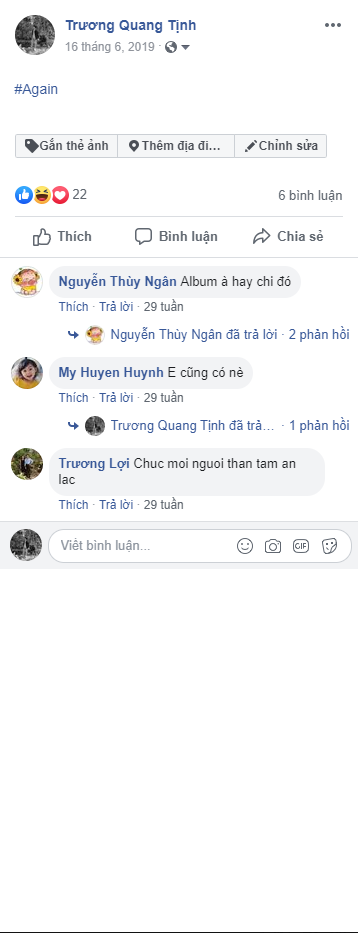 Trương Quang Tịnh
16 tháng 6, 2019 ·
#Again
Gắn thẻ ảnh
Thêm địa đi...
Chỉnh sửa
22
6 bình luận
Thích
Bình luận
Chia sẻ
Nguyễn Thùy Ngân Album à hay chi đó
Thích · Trả lời · 29 tuần
Nguyễn Thùy Ngân đã trả lời · 2 phản hồi
My Huyen Huynh E cũng có nè
Thích · Trả lời · 29 tuần
Trương Quang Tịnh đã trả... · 1 phản hồi
Trương Lợi Chuc moi nguoi than tam an
lac
Thích · Trả lời · 29 tuần
Viết bình luận...
GIF